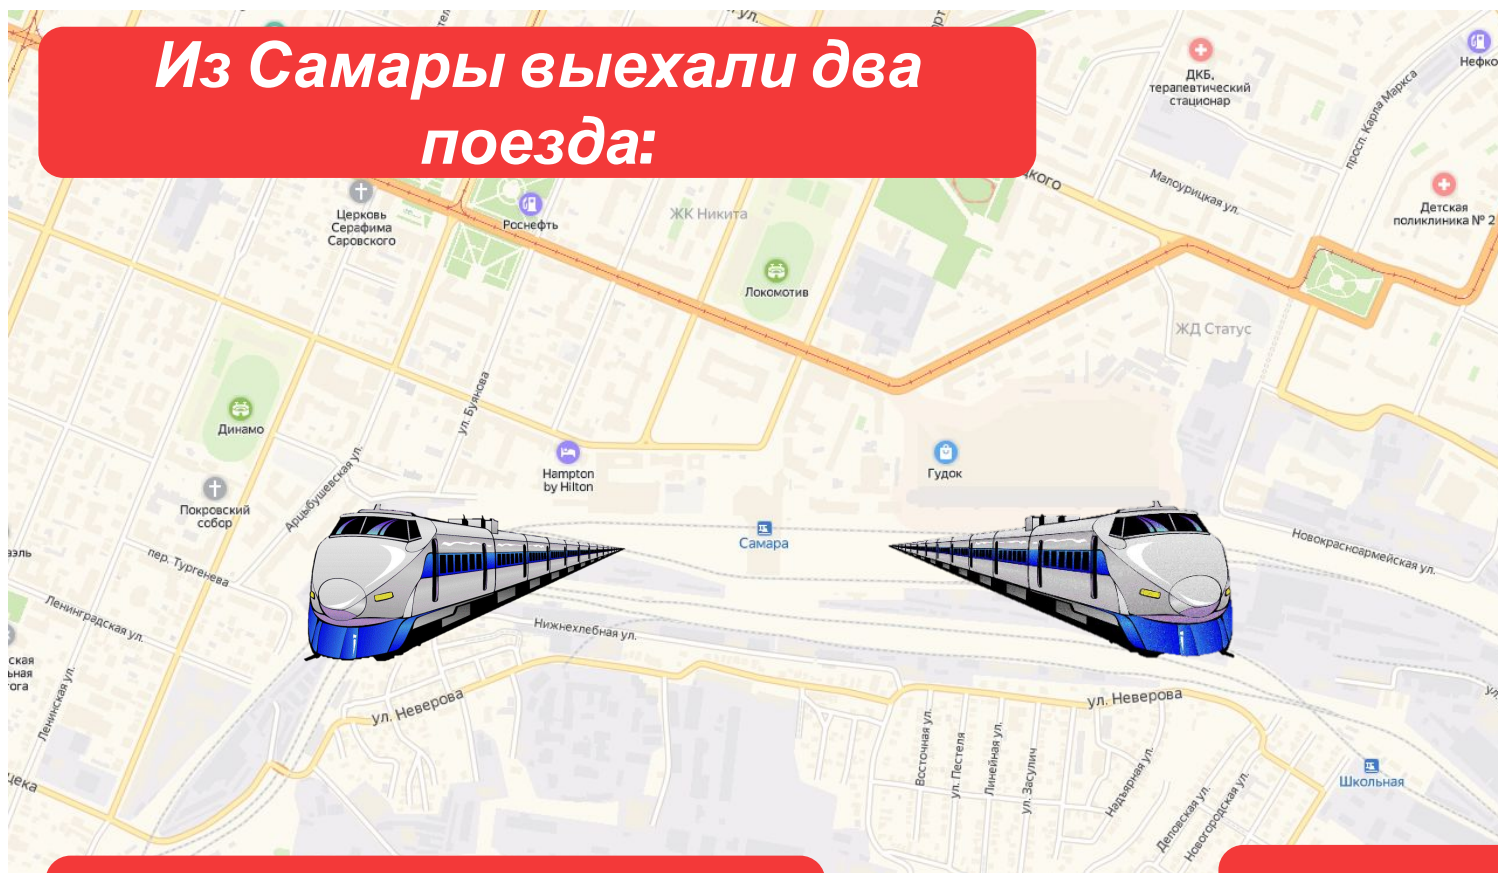 Из Самары выехали два
поезда:
ДКБ,
терапевтический
стационар
Нефко
просп. Карла Маркса
Малоурицкая ул.
Детская
поликлиника № 2
Церковь
Серафима
Саровского
Роснефть
ЖК Никита
Локомотив
ЖД Статус
Динамо
ул. Буянова
Арцыбушевская ул.
Hampton
by Hilton
Гудок
Покровский
собор
Самара
Новокрасноармейская ул.
пер. Тургенева
Ленинградская ул.
Нижнехлебная ул.
Ленинская ул.
ул. Неверова
ул. Неверова
Восточная ул.
ул. Пестеля
Линейная ул.
ул. Засулич
Надъярная ул.
Деповская ул.
Новогородская ул.
Школьная